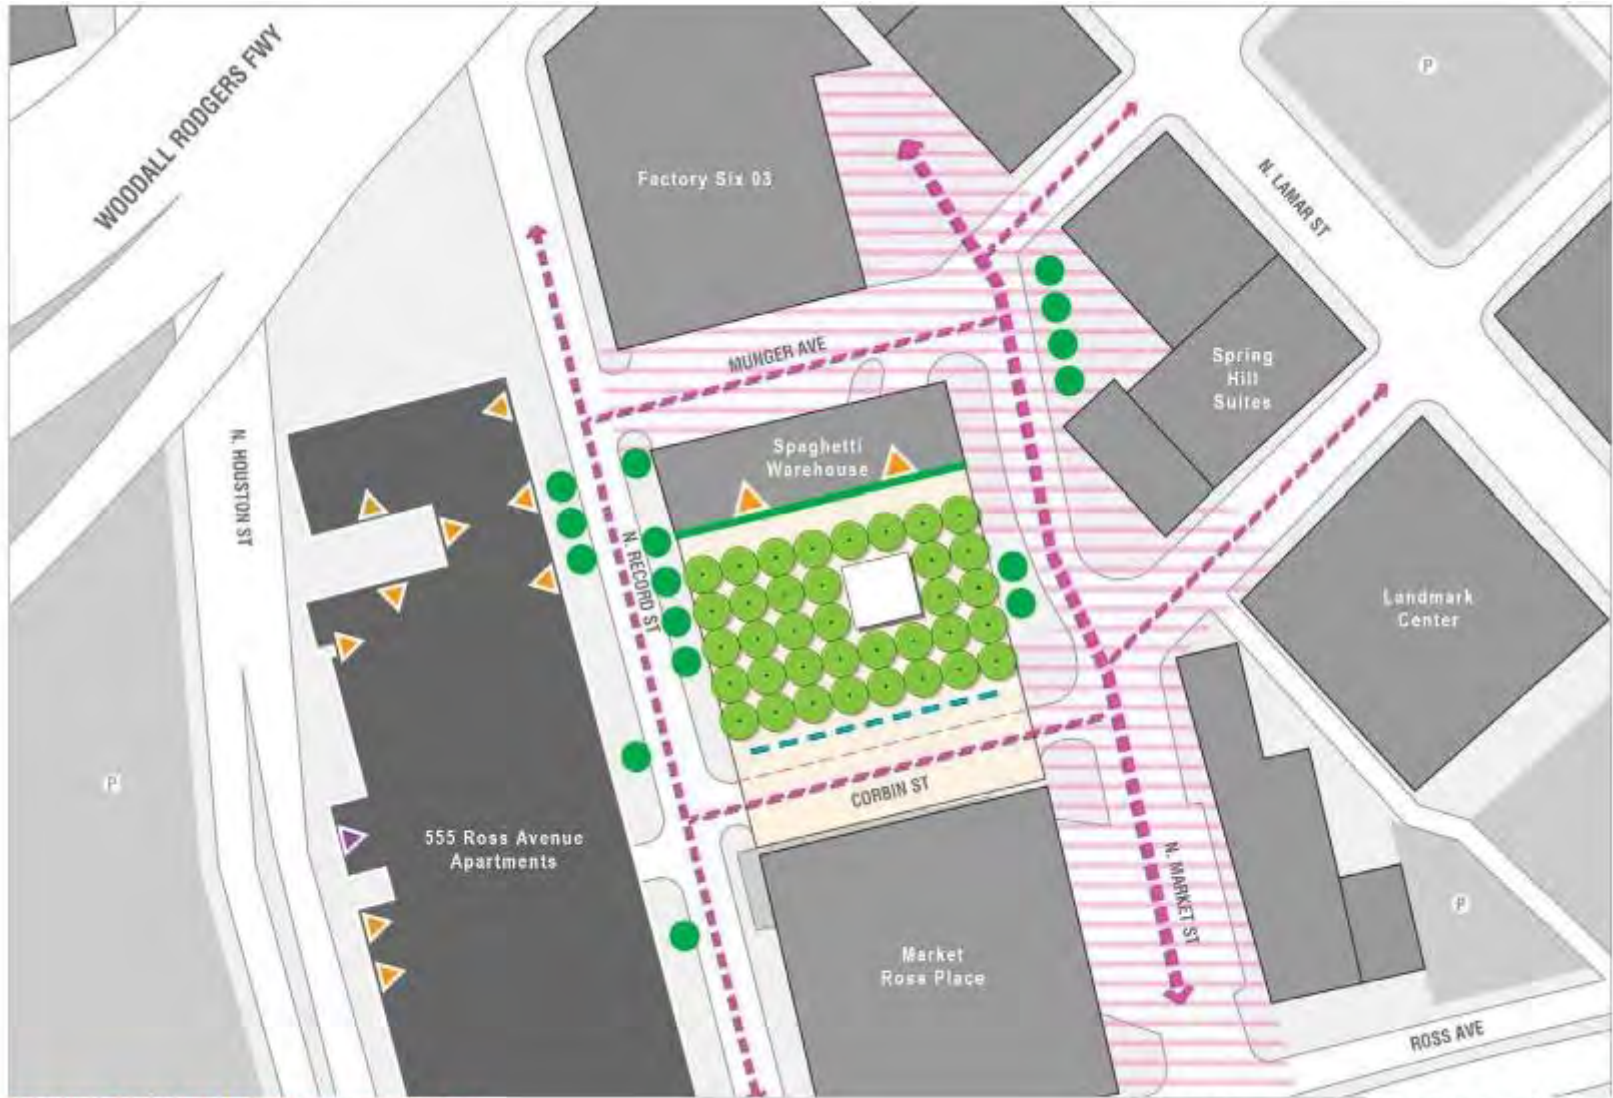 WOODALL RODGERS FWY
P
Factory Six 03
N. LAMAR ST
MUNGER AVE
Spring
Hill
Suites
N. HOUSTON ST
Spaghetti
Warehouse
N. RECORD ST
Landmark
Center
P
CORBIN ST
555 Ross Avenue
Apartments
N. MARKET ST
P
Market
Ross Place
ROSS AVE